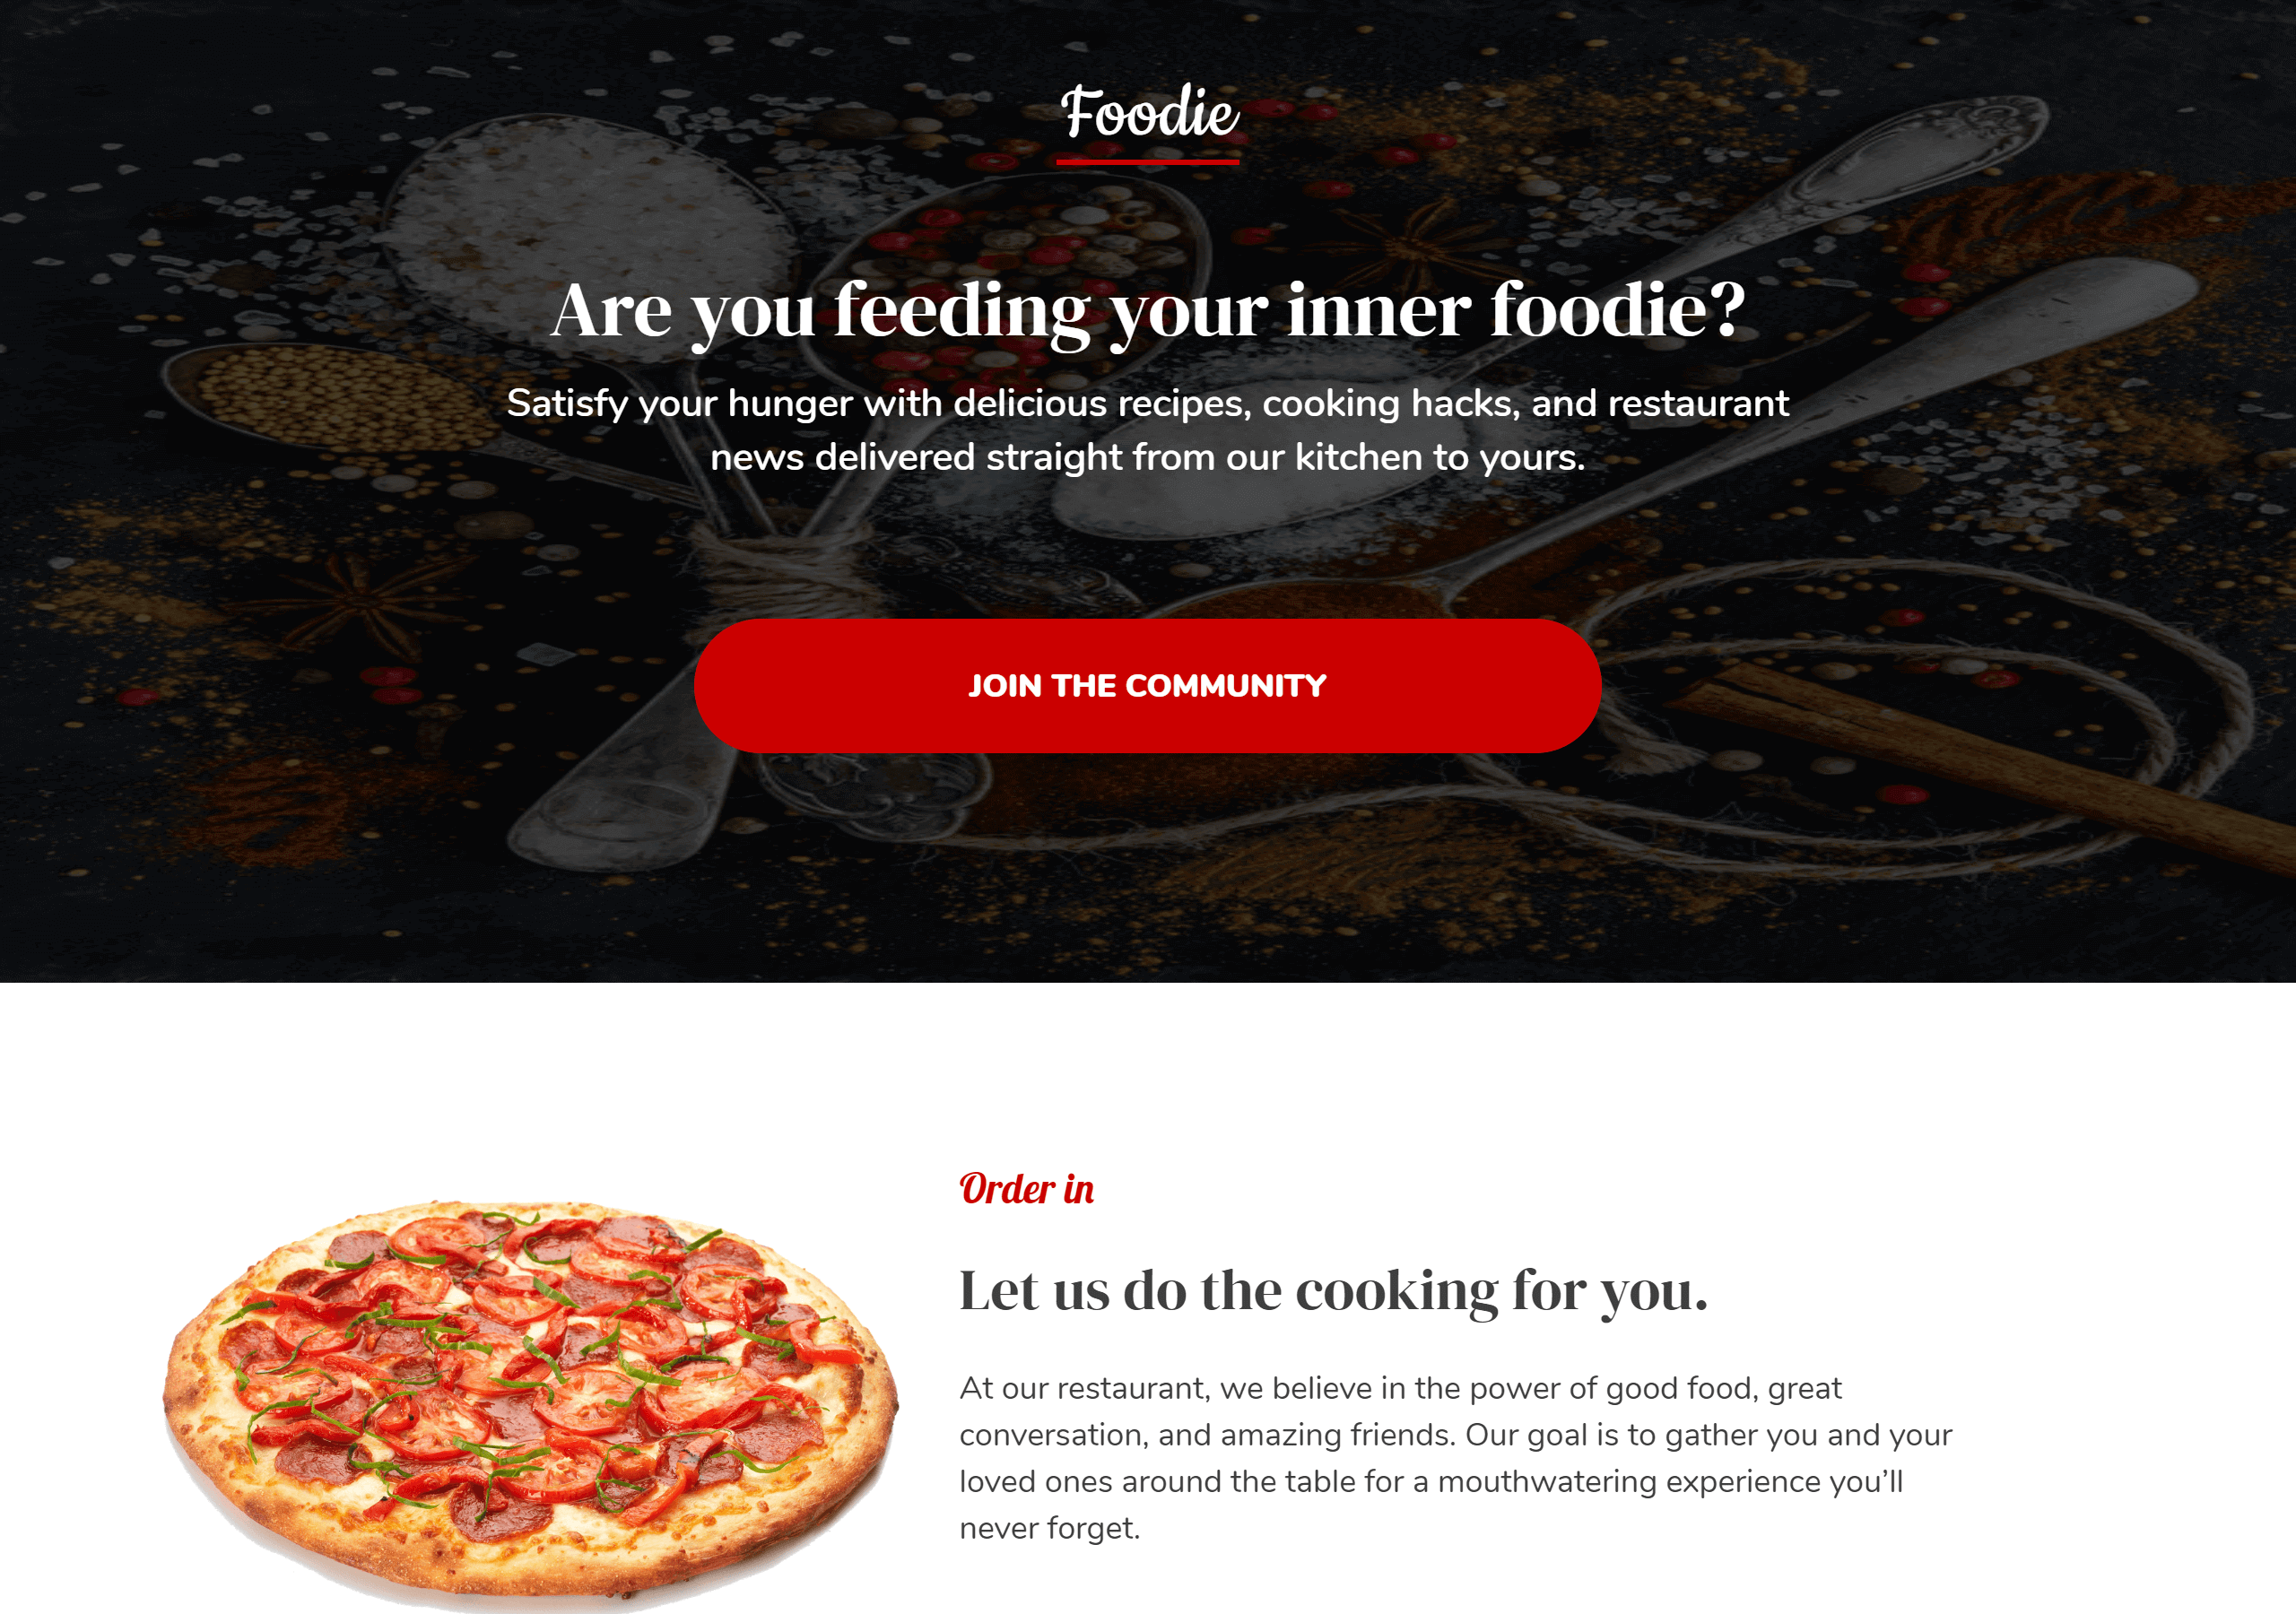 Foodie
Are you feeding your inner foodie?
Satisfy your hunger with delicious recipes, cooking hacks, and restaurant
news delivered straight from our kitchen to yours.
JOIN THE COMMUNITY
Order in
Let us do the cooking for you.
At our restaurant, we believe in the power of good food, great
conversation, and amazing friends. Our goal is to gather you and your
loved ones around the table for a mouthwatering experience you’ll
never forget.